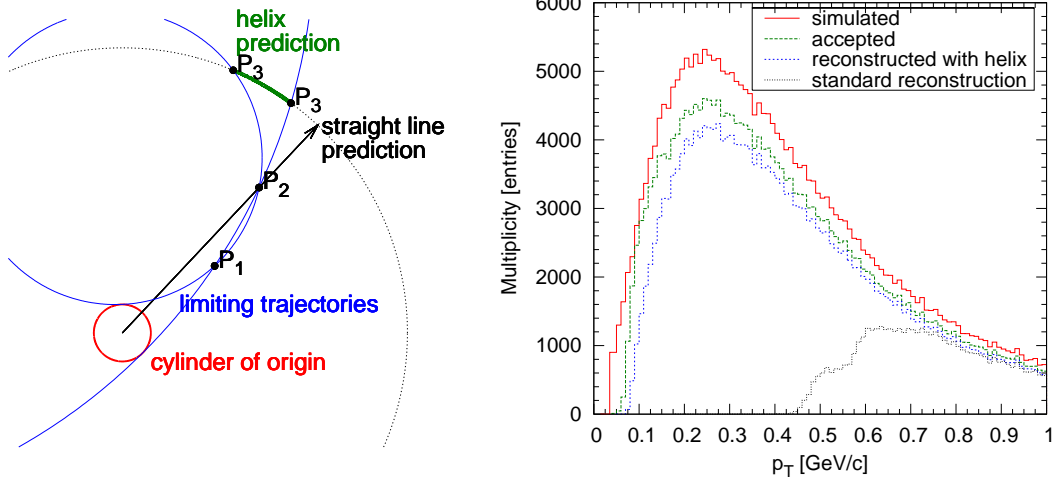 helix
prediction
P3
P3
straight line
prediction
P2
P1
limiting trajectories
cylinder of origin
6000
5000
4000
3000
2000
1000
0
Multiplicity [entries]
simulated
accepted
reconstructed with helix
standard reconstruction
0 0.1 0.2 0.3 0.4 0.5 0.6 0.7 0.8 0.9 1
pT [GeV/c]